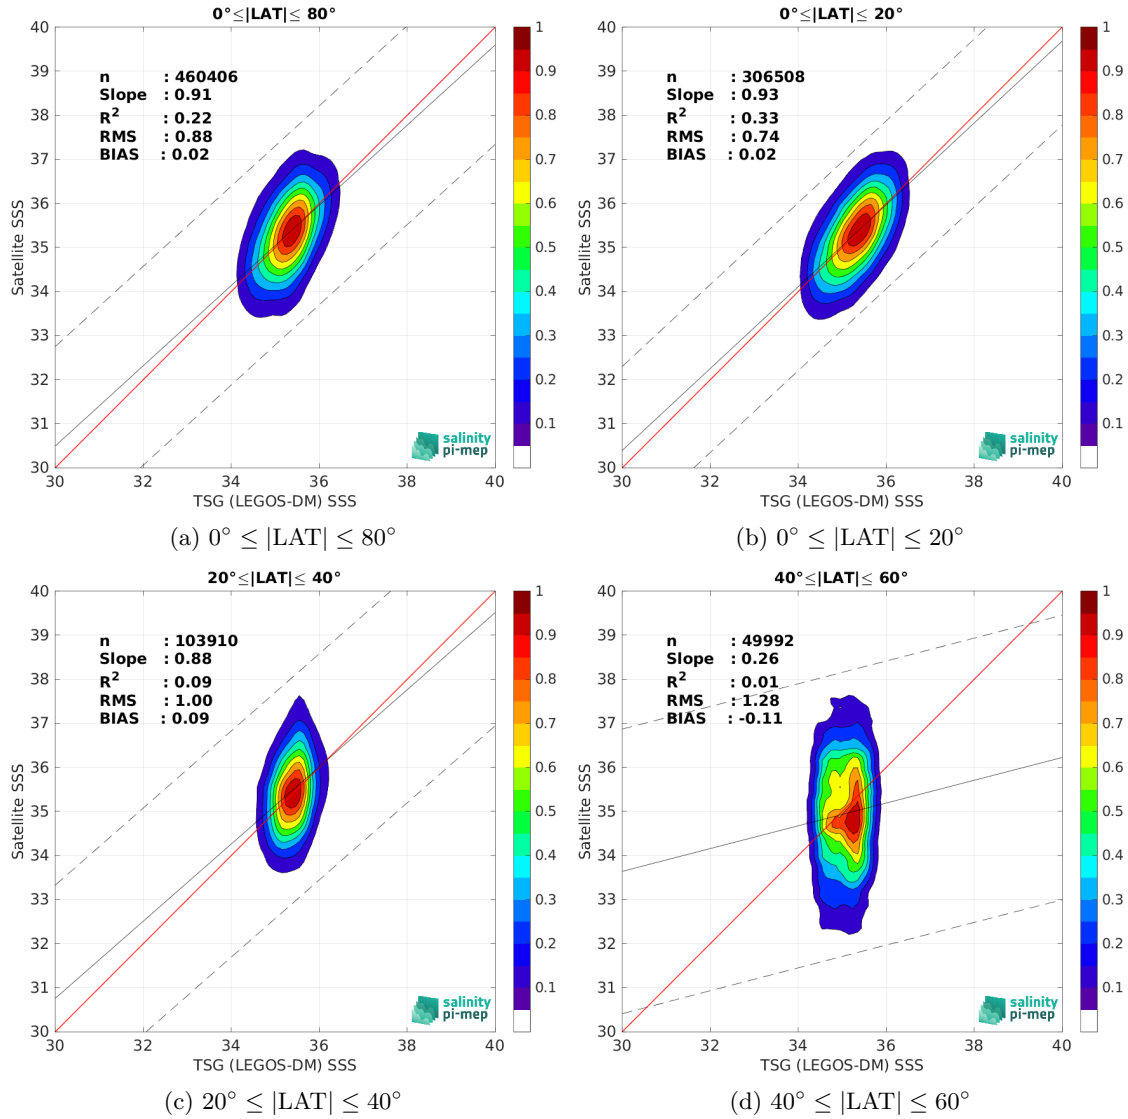 0°≤|LAT|≤ 80°
n : 460406
Slope : 0.91
R² : 0.22
RMS : 0.88
BIAS : 0.02
Satellite SSS
40
39
38
37
36
35
34
33
32
31
30
30 32 34 36 38 40
TSG (LEGOS-DM) SSS
salinity
pi-mep
1
0.9
0.8
0.7
0.6
0.5
0.4
0.3
0.2
0.1
(a) 0° ≤ |LAT| ≤ 80°
0°≤|LAT|≤ 20°
n : 306508
Slope : 0.93
R² : 0.33
RMS : 0.74
BIAS : 0.02
Satellite SSS
40
39
38
37
36
35
34
33
32
31
30
30 32 34 36 38 40
TSG (LEGOS-DM) SSS
salinity
pi-mep
1
0.9
0.8
0.7
0.6
0.5
0.4
0.3
0.2
0.1
(b) 0° ≤ |LAT| ≤ 20°
20°≤|LAT|≤ 40°
n : 103910
Slope : 0.88
R² : 0.09
RMS : 1.00
BIAS : 0.09
Satellite SSS
40
39
38
37
36
35
34
33
32
31
30
30 32 34 36 38 40
TSG (LEGOS-DM) SSS
salinity
pi-mep
1
0.9
0.8
0.7
0.6
0.5
0.4
0.3
0.2
0.1
(c) 20° ≤ |LAT| ≤ 40°
40°≤|LAT|≤ 60°
n : 49992
Slope : 0.26
R² : 0.01
RMS : 1.28
BIAS : -0.11
Satellite SSS
40
39
38
37
36
35
34
33
32
31
30
30 32 34 36 38 40
TSG (LEGOS-DM) SSS
salinity
pi-mep
1
0.9
0.8
0.7
0.6
0.5
0.4
0.3
0.2
0.1
(d) 40° ≤ |LAT| ≤ 60°